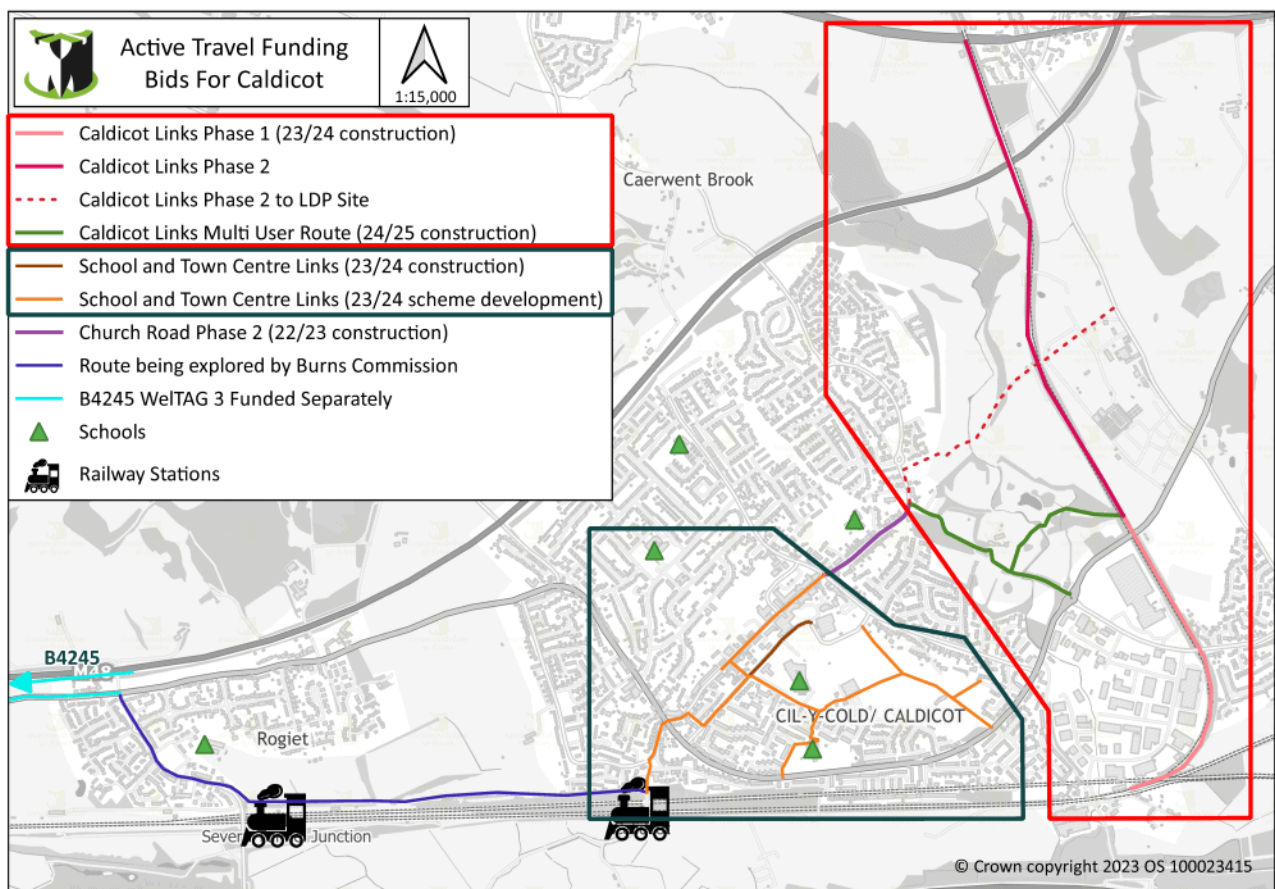 Active Travel Funding
Bids For Caldicot
1:15,000
Caldicot Links Phase 1 (23/24 construction)
Caldicot Links Phase 2
Caldicot Links Phase 2 to LDP Site
Caldicot Links Multi User Route (24/25 construction)
School and Town Centre Links (23/24 construction)
School and Town Centre Links (23/24 scheme development)
Church Road Phase 2 (22/23 construction)
Route being explored by Burns Commission
B4245 WelTAG 3 Funded Separately
Schools
Railway Stations
Caerwent Brook
B4245
M48
Rogiet
CIL-Y-COLD/ CALDICOT
Seve Junction
© Crown copyright 2023 OS 100023415